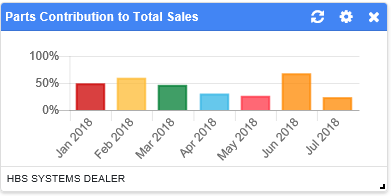 Parts Contribution to Total Sales
100%
50%
0%
Jan 2018
Feb 2018
Mar 2018
Apr 2018
May 2018
Jun 2018
Jul 2018
HBS SYSTEMS DEALER